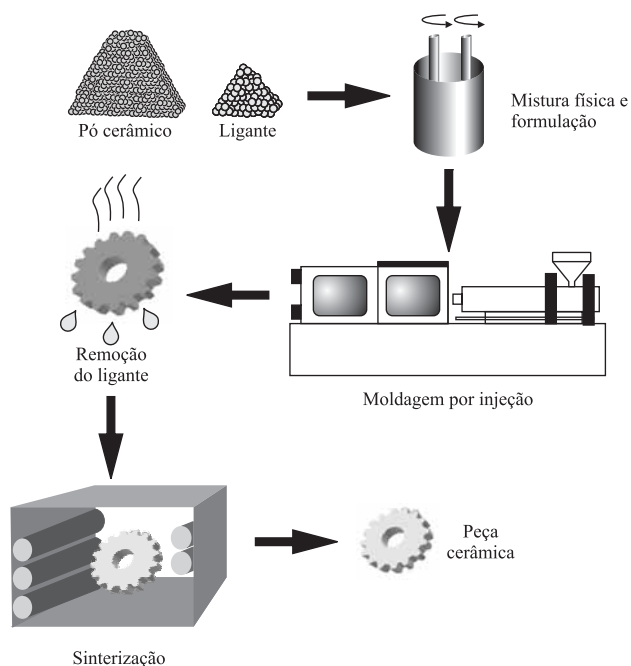 Pó cerâmico
Ligante
Mistura física e
formulação
Remoção
do ligante
Moldagem por injeção
Peça
cerâmica
Sinterização